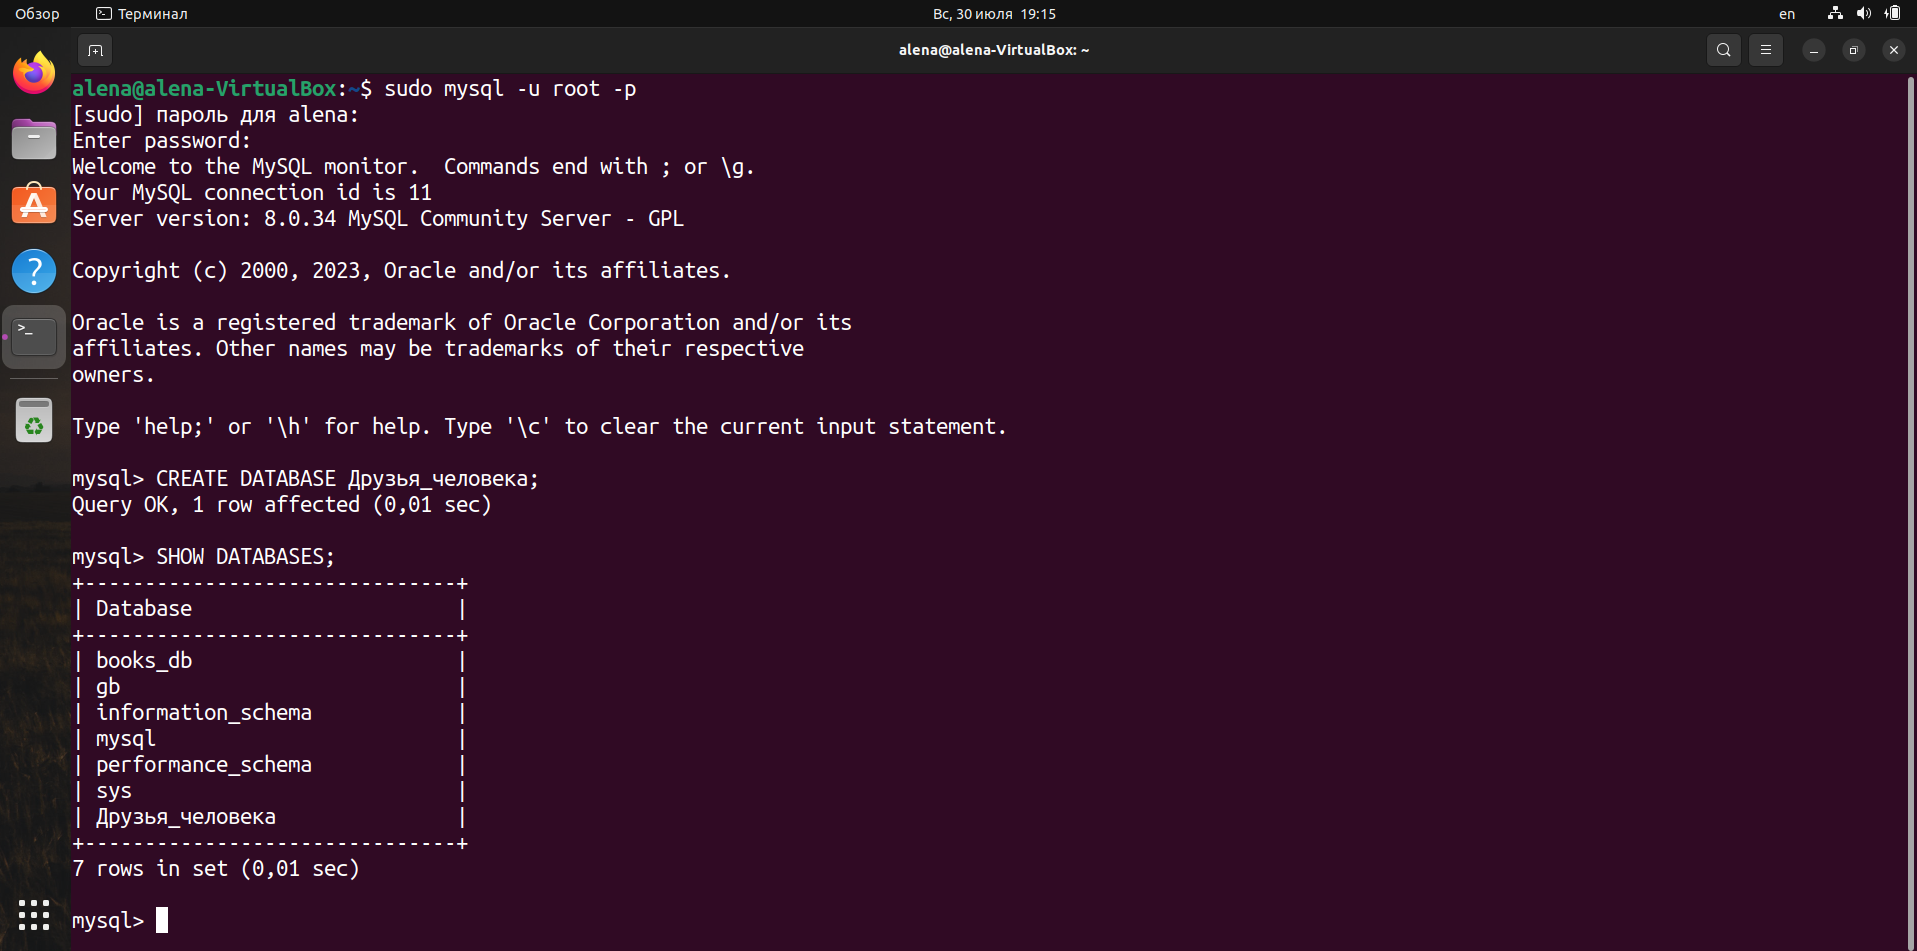 Обзор
Терминал
Вс, 30 июля 19:15
en
alena@alena-VirtualBox: ~
alena@alena-VirtualBox:~$ sudo mysql -u root -p
[sudo] пароль для alena:
Enter password:
Welcome to the MySQL monitor.  Commands end with ; or \g.
Your MySQL connection id is 11
Server version: 8.0.34 MySQL Community Server - GPL
Copyright (c) 2000, 2023, Oracle and/or its affiliates.
Oracle is a registered trademark of Oracle Corporation and/or its
affiliates. Other names may be trademarks of their respective
owners.
Type 'help;' or '\h' for help. Type '\c' to clear the current input statement.
mysql> CREATE DATABASE Друзья_человека;
Query OK, 1 row affected (0,01 sec)
mysql> SHOW DATABASES;
+-------------------------------+
| Database                      |
+-------------------------------+
| books_db                      |
| gb                            |
| information_schema            |
| mysql                         |
| performance_schema            |
| sys                           |
| Друзья_человека               |
+-------------------------------+
7 rows in set (0,01 sec)
mysql>